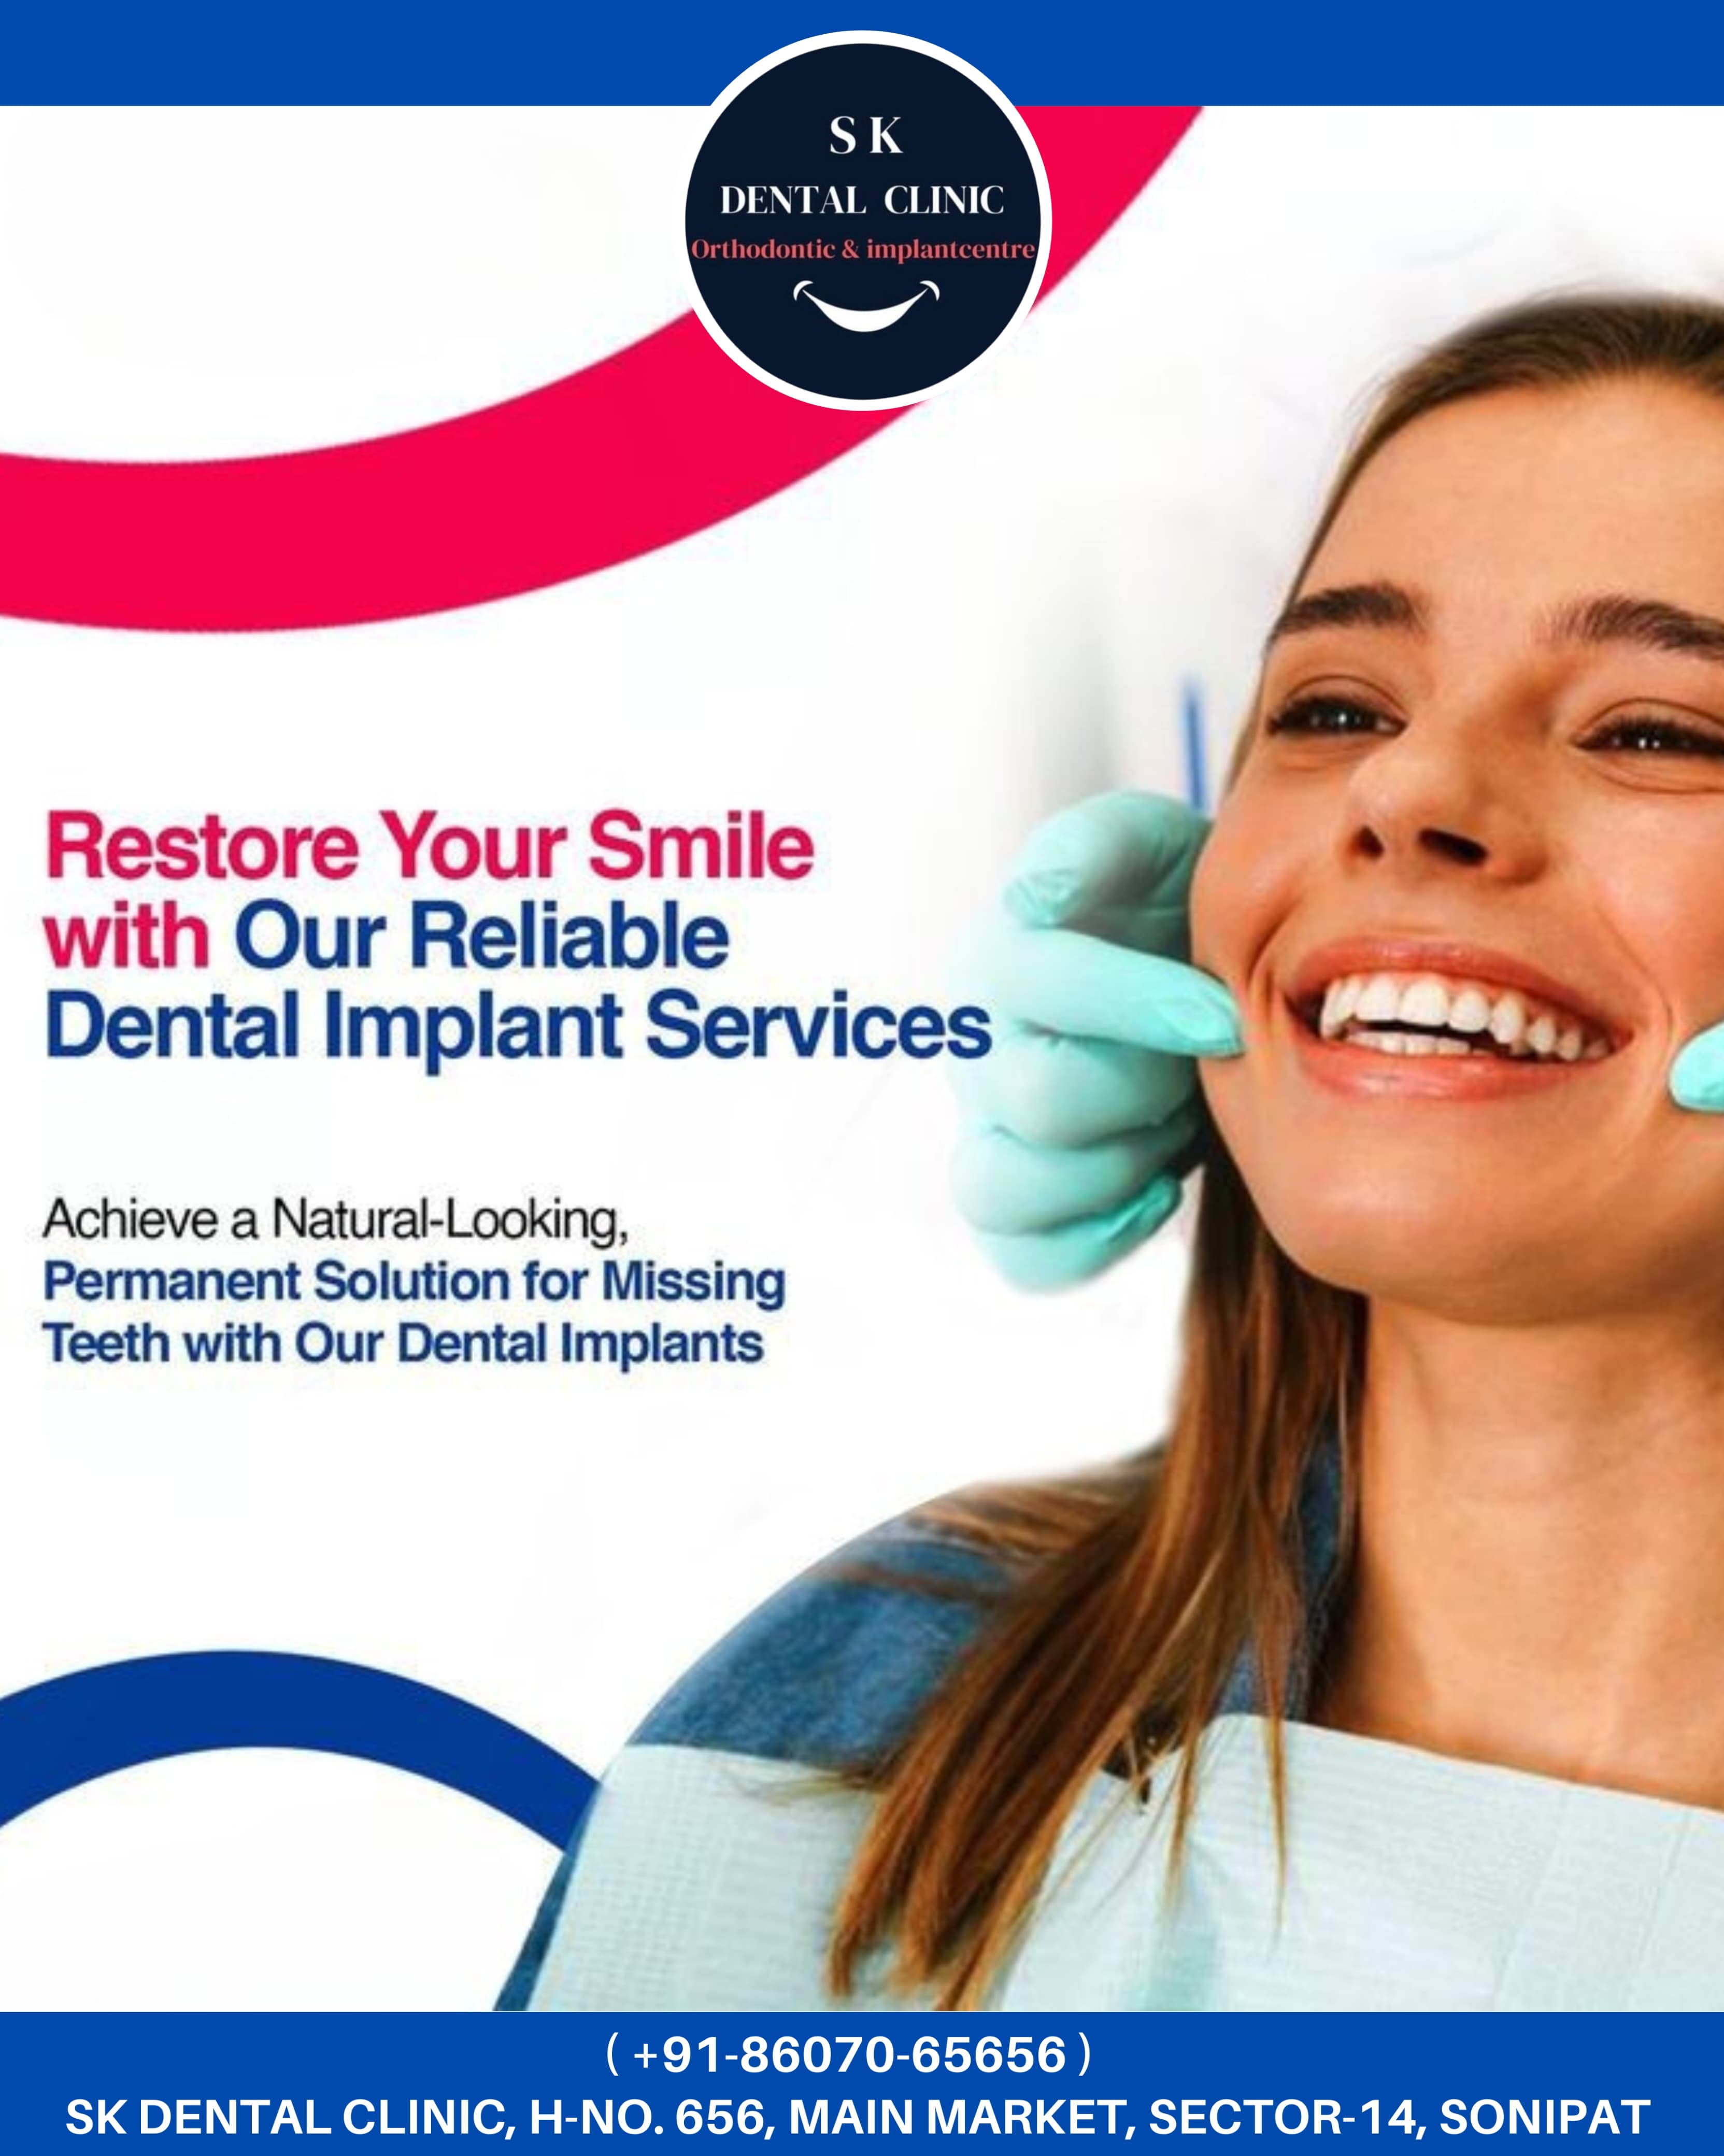 S K
DENTAL CLINIC
Orthodontic & implantcentre
Restore Your Smile
with Our Reliable
Dental Implant Services
Achieve a Natural-Looking,
Permanent Solution for Missing
Teeth with Our Dental Implants
( +91-86070-65656 )
SK DENTAL CLINIC, H-NO. 656, MAIN MARKET, SECTOR-14, SONIPAT